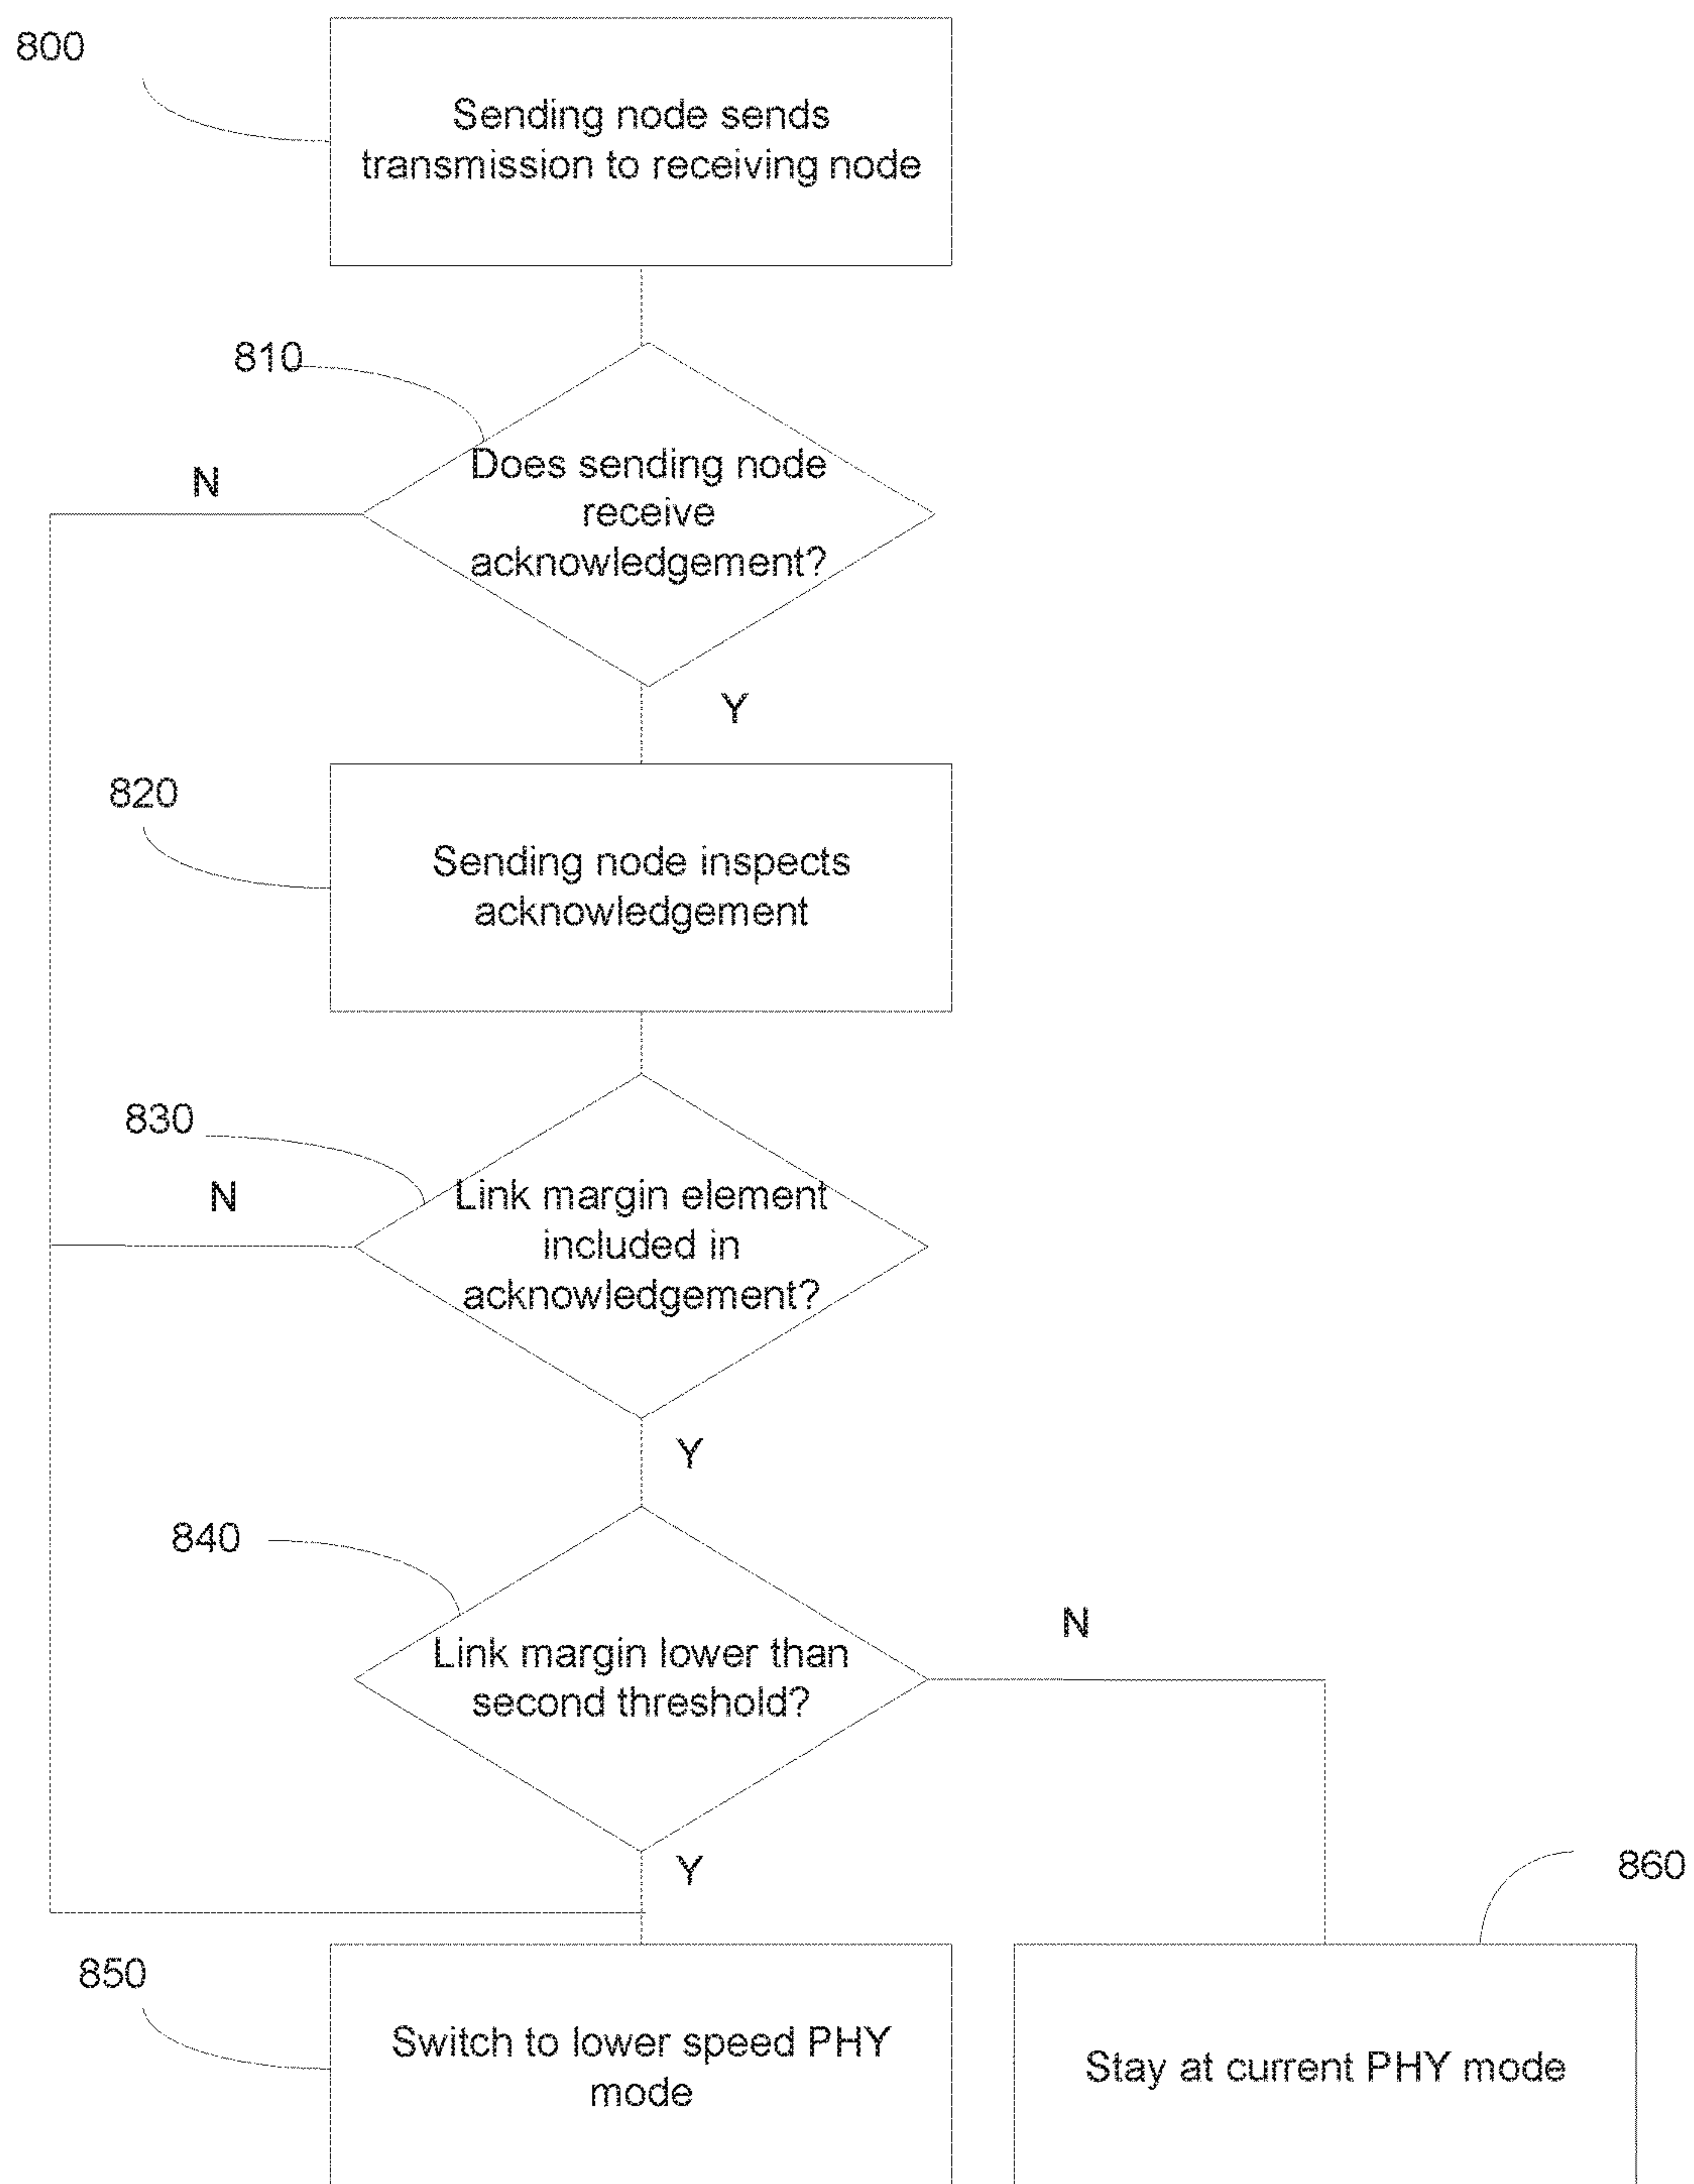 800
Sending node sends
transmission to receiving node
810
Does sending node
receive
acknowledgement?
N
Y
820
Sending node inspects
acknowledgement
830
Link margin element
included in
acknowledgement?
N
Y
840
Link margin lower than
second threshold?
N
Y
860
850
Switch to lower speed PHY
mode
Stay at current PHY mode